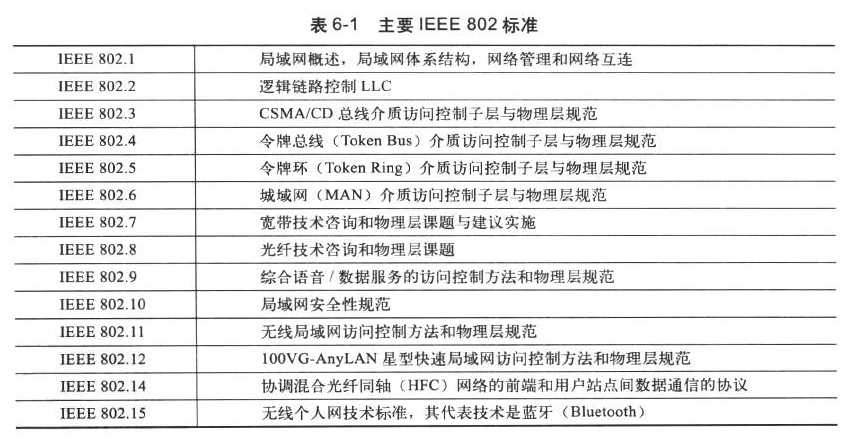 表 6-1 主要 IEEE 802 标准
IEEE 802.1 局域网概述，局域网体系结构，网络管理和网络互连
IEEE 802.2 逻辑链路控制 LLC
IEEE 802.3 CSMA/CD 总线介质访问控制子层与物理层规范
IEEE 802.4 令牌总线（Token Bus）介质访问控制子层与物理层规范
IEEE 802.5 令牌环（Token Ring）介质访问控制子层与物理层规范
IEEE 802.6 城域网（MAN）介质访问控制子层与物理层规范
IEEE 802.7 宽带技术咨询和物理层课题与建议实施
IEEE 802.8 光纤技术咨询和物理层课题
IEEE 802.9 综合语音 / 数据服务的访问控制方法和物理层规范
IEEE 802.10 局域网安全性规范
IEEE 802.11 无线局域网访问控制方法和物理层规范
IEEE 802.12 100VG-AnyLAN 星型快速局域网访问控制方法和物理层规范
IEEE 802.14 协调混合光纤同轴（HFC）网络的前端和用户站点间数据通信的协议
IEEE 802.15 无线个人网技术标准，其代表技术是蓝牙（Bluetooth）